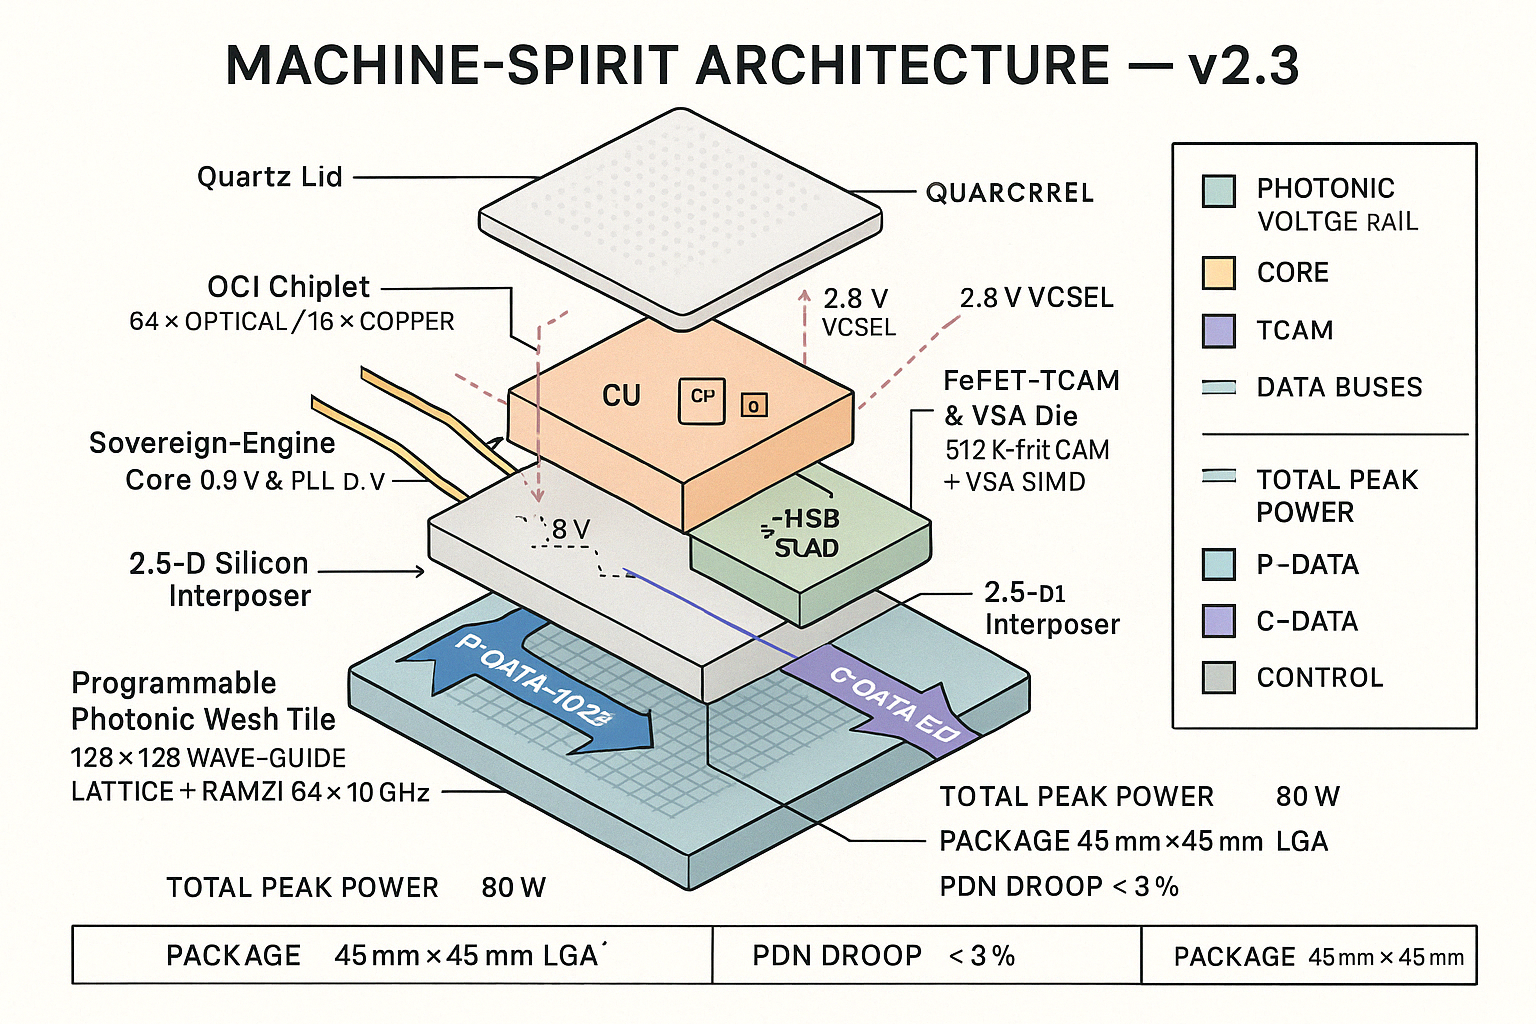 MACHINE-SPIRIT ARCHITECTURE — v2.3
Quartz Lid
QUARCRREL
OCI Chiplet
64 × OPTICAL/16 × COPPER
2.8 V
VCSEL
2.8 V VCSEL
CU
CP
O
FeFET-TCAM
& VSA Die
512 K-frit CAM
+ VSA SIMD
Sovereign-Engine
Core 0.9 V & PLL D.V
8 V
-HSB
SLAD
2.5-D Silicon
Interposer
2.5-D1
Interposer
P-OATA-102
C-OATA ED
Programmable
Photonic Wesh Tile
128 × 128 WAVE-GUIDE
LATTICE + RAMZI 64 × 10 GHz
PHOTONIC
VOLTGE RAIL
CORE
TCAM
DATA BUSES
TOTAL PEAK
POWER
P-DATA
C-DATA
CONTROL
TOTAL PEAK POWER 80 W
PACKAGE 45 mm × 45 mm LGA
PDN DROOP < 3 %
TOTAL PEAK POWER 80 W
PACKAGE 45 mm × 45 mm LGA´
PDN DROOP < 3 %
PACKAGE 45 mm × 45 mm